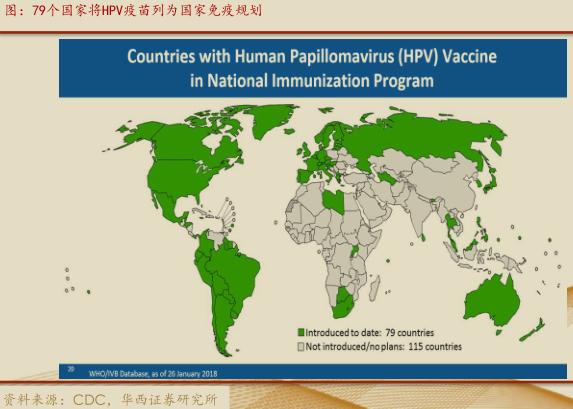 图：79个国家将HPV疫苗列为国家免疫规划
Countries with Human Papillomavirus (HPV) Vaccine
in National Immunization Program
Introduced to date: 79 countries
Not introduced/no plans: 115 countries
20
WHO/IVB Database, as of 26 January 2018
资料来源：CDC，华西证券研究所